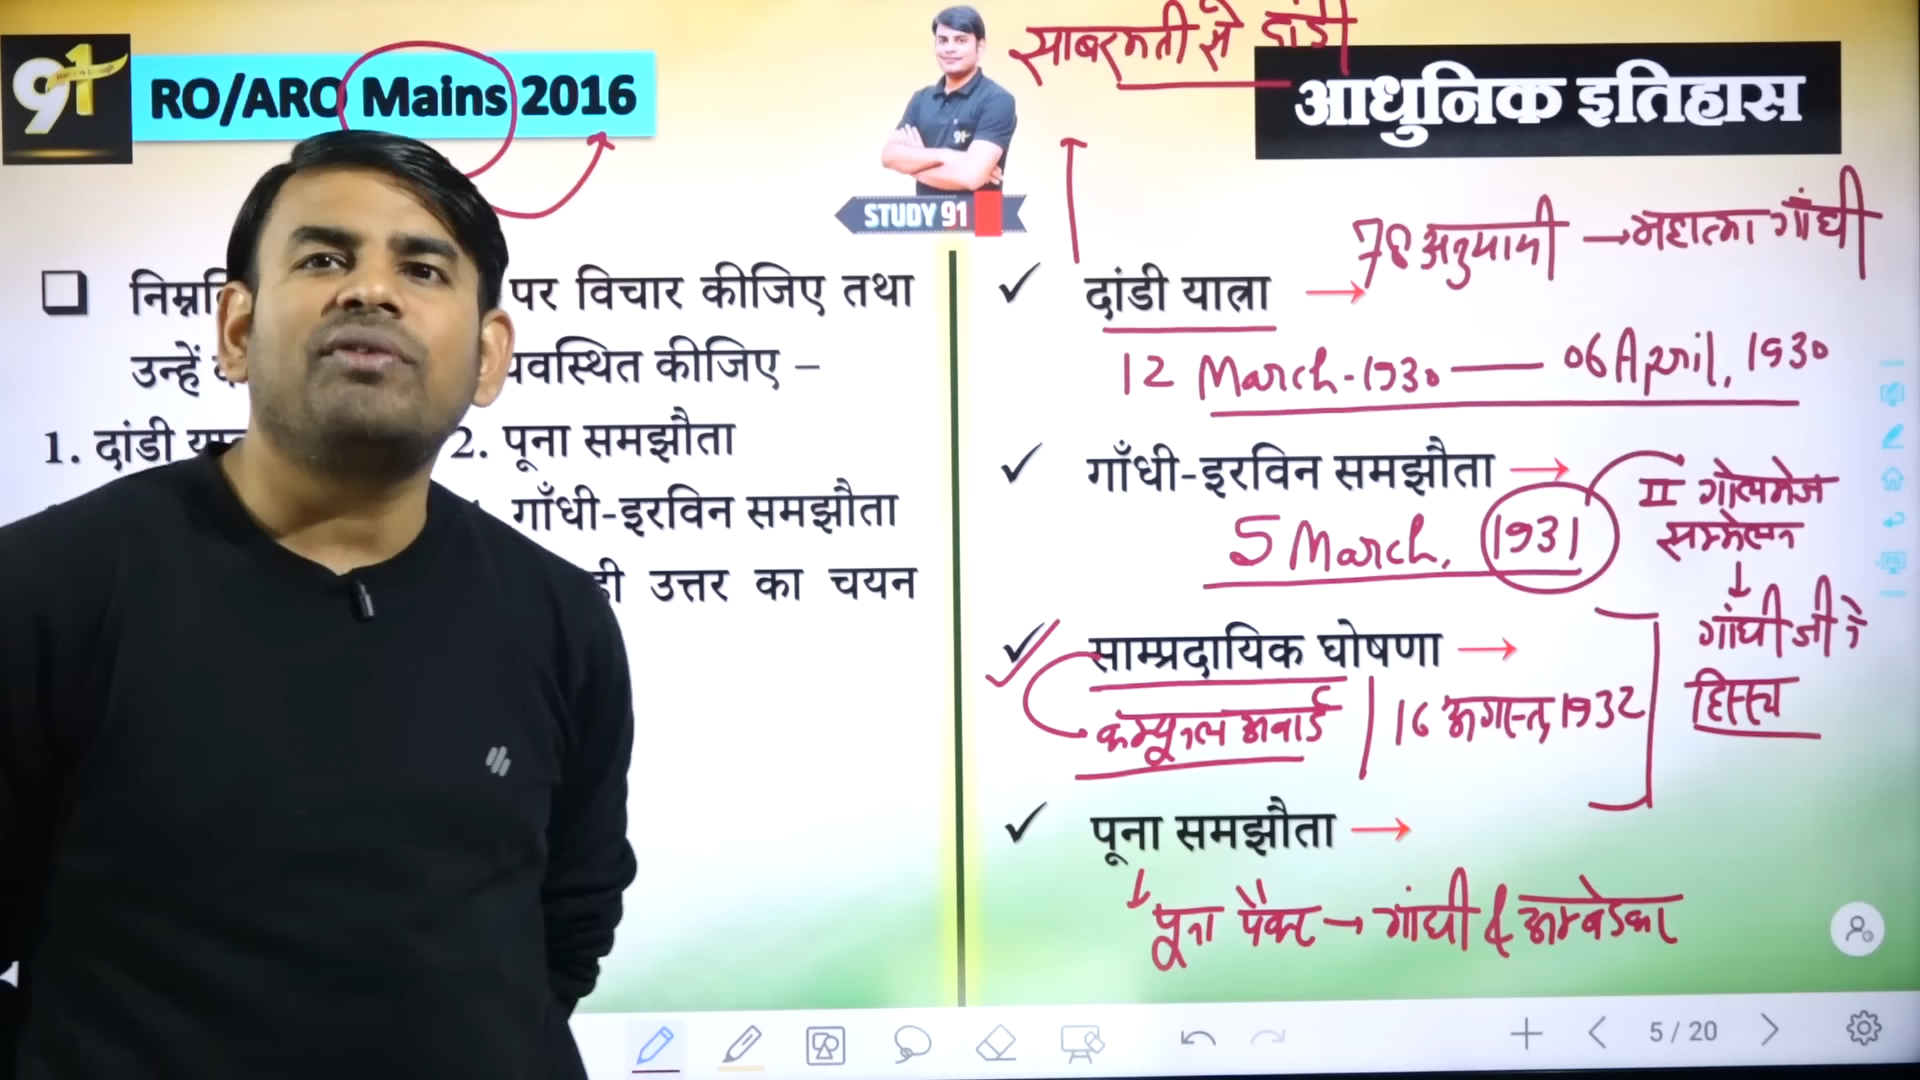 साबरमती से दांडी
91
RO/ARO Mains 2016
आधुनिक इतिहास
STUDY 91
पर विचार कीजिए तथा
उन्हें
व्यवस्थित कीजिए –
1. दांडी
2. पूना समझौता
गाँधी-इरविन समझौता
उत्तर का चयन
78 अनुयायी → महात्मा गाँधी
✓ दांडी यात्रा →
12 March-1930 — 06 April, 1930
✓ गाँधी-इरविन समझौता →
5 March, 1931
II गोलमेज
सम्मेलन
↓
गांधी जी ने
हिस्सा
✓ साम्प्रदायिक घोषणा →
कम्यूनल अवार्ड | 16 अगस्त, 1932
✓ पूना समझौता →
↓
पूना पैक्ट → गांधी & अम्बेडकर
5 / 20